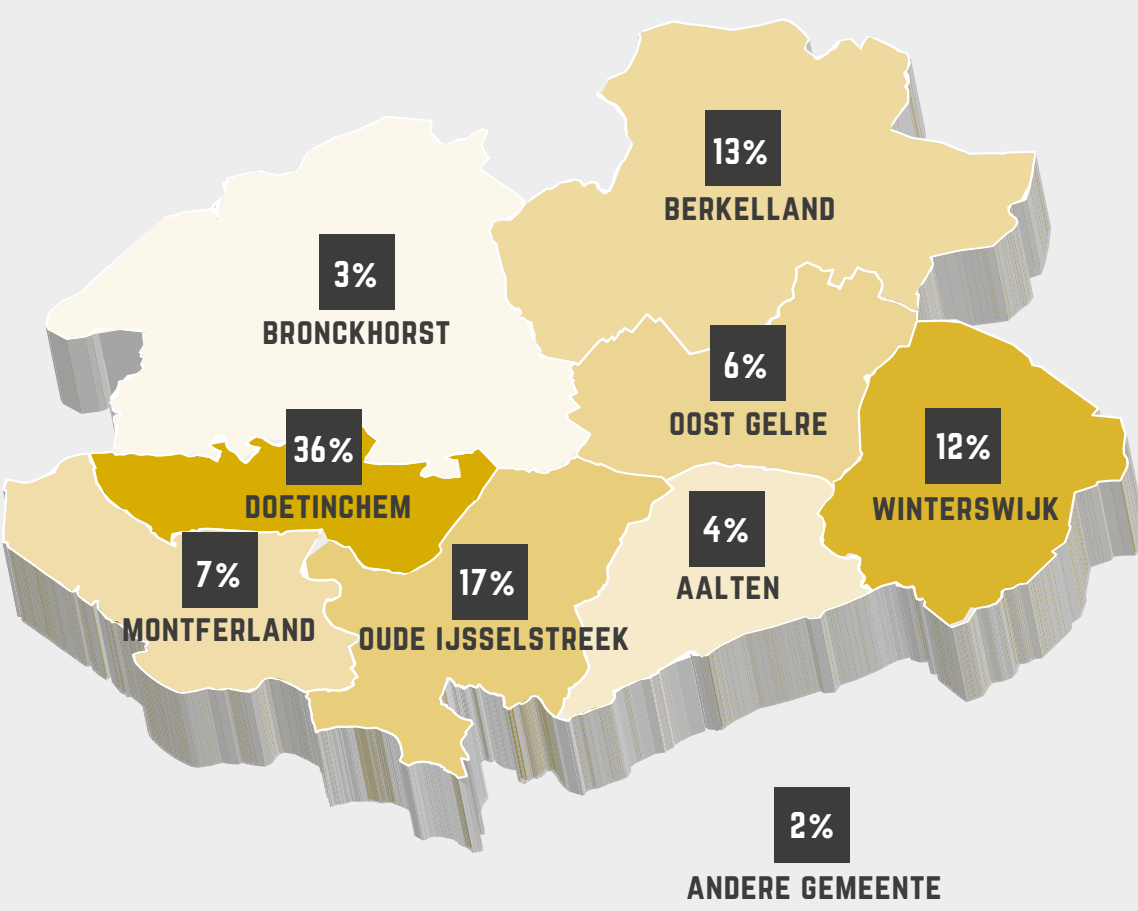 13%
BERKELLAND
3%
BRONCKHORST
6%
OOST GELRE
36%
DOETINCHEM
12%
WINTERSWIJK
4%
AALTEN
7%
MONTFERLAND
17%
OUDE IJSSELSTREEK
2%
ANDERE GEMEENTE